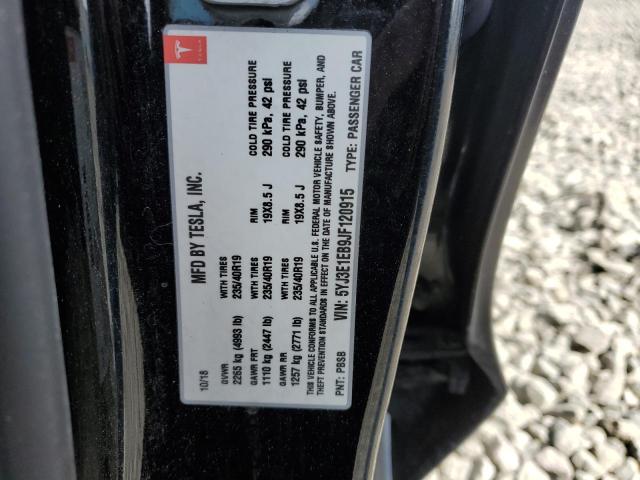 TESLA
MFD BY TESLA, INC.
10/18
GVWR WITH TIRES RIM COLD TIRE PRESSURE
2265 kg (4993 lb) 235/40R19 19X8.5 J 290 kPa, 42 psi
GAWR FRT
1110 kg (2447 lb) WITH TIRES RIM COLD TIRE PRESSURE
GAWR RR 235/40R19 19X8.5 J 290 kPa, 42 psi
1257 kg (2771 lb) WITH TIRES
235/40R19
THIS VEHICLE CONFORMS TO ALL APPLICABLE U.S. FEDERAL MOTOR VEHICLE SAFETY, BUMPER, AND
THEFT PREVENTION STANDARDS IN EFFECT ON THE DATE OF MANUFACTURE SHOWN ABOVE.
VIN: 5YJ3E1EB9JF120915
PNT: PBSB TYPE: PASSENGER CAR